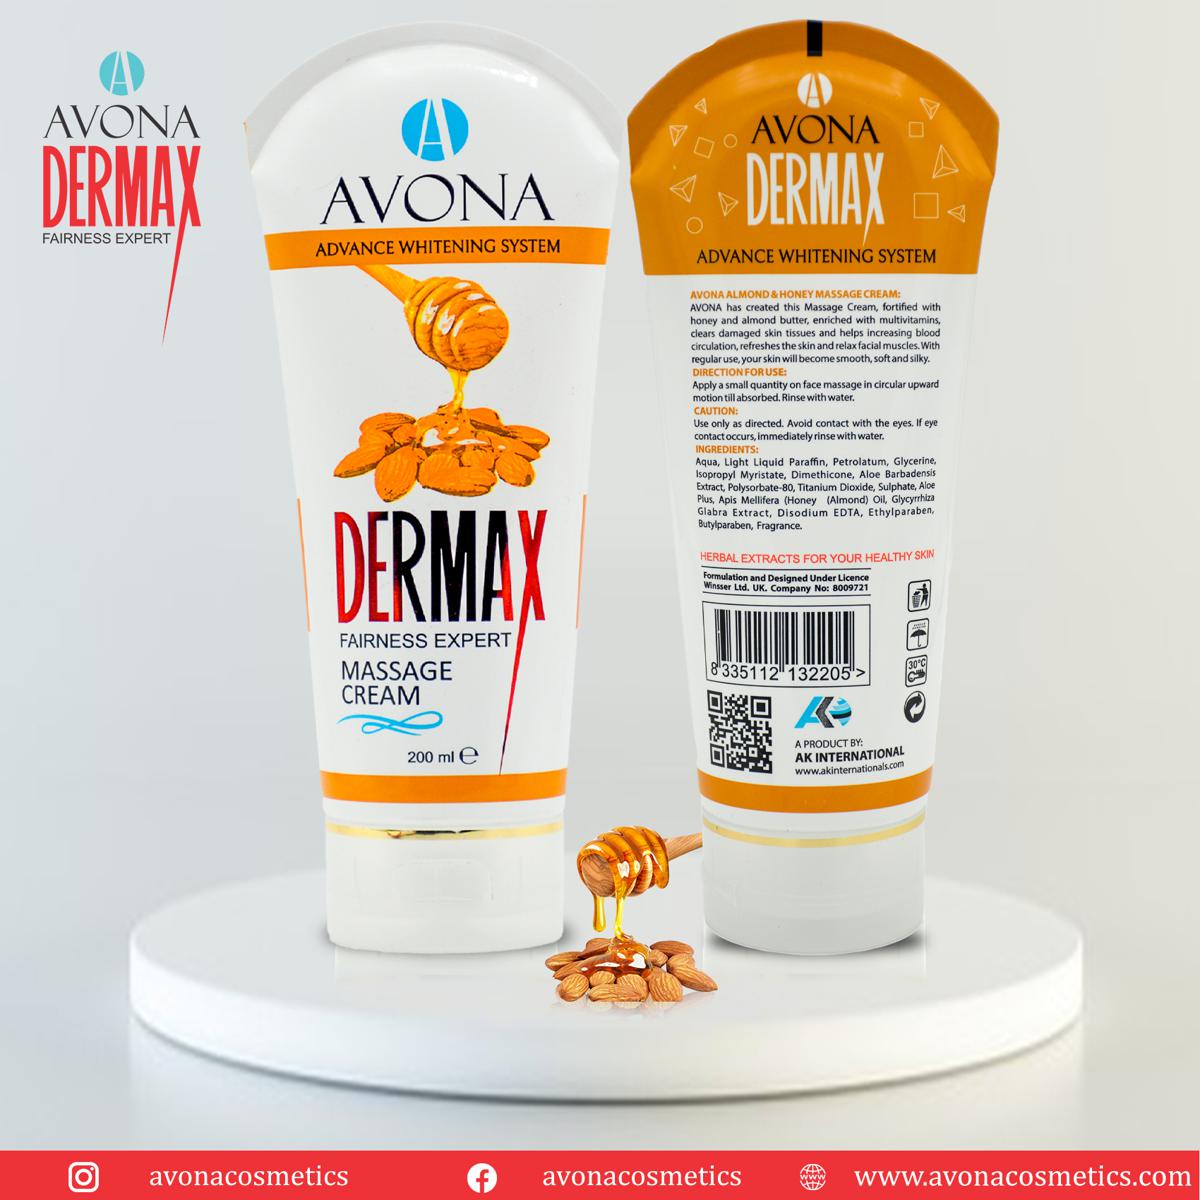 AVONA
DERMAX
FAIRNESS EXPERT
AVONA
ADVANCE WHITENING SYSTEM
DERMAX
FAIRNESS EXPERT
MASSAGE
CREAM
200 ml ℮
AVONA
DERMAX
ADVANCE WHITENING SYSTEM
AVONA ALMOND & HONEY MASSAGE CREAM:
AVONA has created this Massage Cream, fortified with
honey and almond butter, enriched with multivitamins,
clears damaged skin tissues and helps increasing blood
circulation, refreshes the skin and relax facial muscles. With
regular use, your skin will become smooth, soft and silky.
DIRECTION FOR USE:
Apply a small quantity on face massage in circular upward
motion till absorbed. Rinse with water.
CAUTION:
Use only as directed. Avoid contact with the eyes. If eye
contact occurs, immediately rinse with water.
INGREDIENTS:
Aqua, Light Liquid Paraffin, Petrolatum, Glycerine,
Isopropyl Myristate, Dimethicone, Aloe Barbadensis
Extract, Polysorbate-80, Titanium Dioxide, Sulphate, Aloe
Plus, Apis Mellifera (Honey (Almond) Oil, Glycyrrhiza
Glabra Extract, Disodium EDTA, Ethylparaben,
Butylparaben, Fragrance.
HERBAL EXTRACTS FOR YOUR HEALTHY SKIN
Formulation and Designed Under Licence
Winsser Ltd. UK. Company No: 8009721
8 335112 132205 >
30°C
AK
A PRODUCT BY:
AK INTERNATIONAL
www.akinternationals.com
avonacosmetics
avonacosmetics
www.avonacosmetics.com